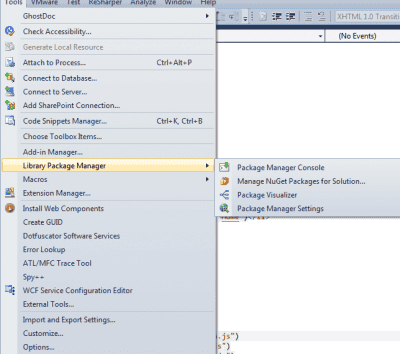 Tools VMware Test ReSharper Analyze Window Help
GhostDoc
Check Accessibility...
Generate Local Resource
Attach to Process... Ctrl+Alt+P
Connect to Database...
Connect to Server...
Add SharePoint Connection...
Code Snippets Manager... Ctrl+K, Ctrl+B
Choose Toolbox Items...
Add-in Manager...
Library Package Manager
Macros
Extension Manager...
Install Web Components
Create GUID
Dotfuscator Software Services
Error Lookup
ATL/MFC Trace Tool
Spy++
WCF Service Configuration Editor
External Tools...
Import and Export Settings...
Customize...
Options...
XHTML 1.0 Transiti
(No Events)
Package Manager Console
Manage NuGet Packages for Solution...
Package Visualizer
Package Manager Settings
.js")
s")